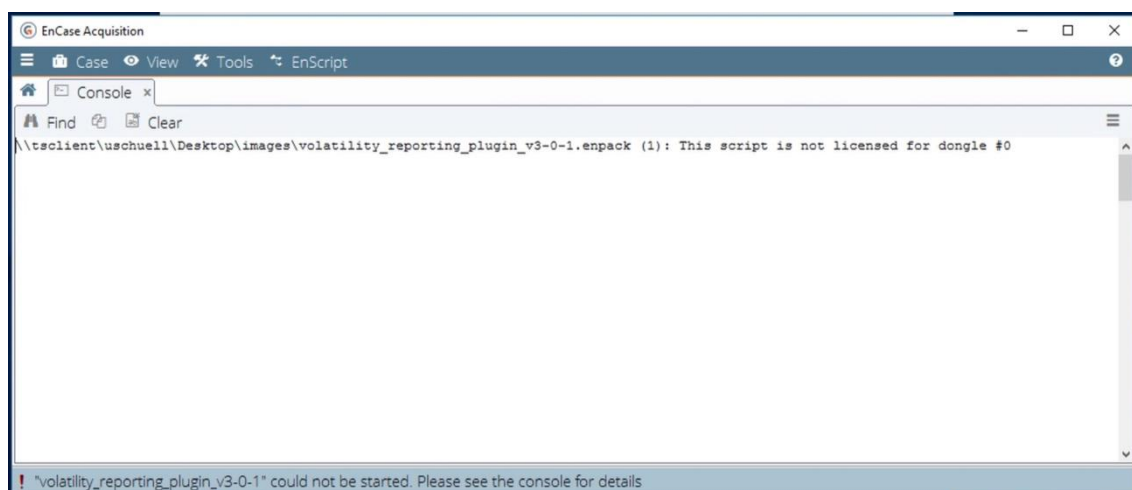 EnCase Acquisition
Case View Tools EnScript
Console x
Find Clear
\\tsclient\uschuell\Desktop\images\volatility_reporting_plugin_v3-0-1.enpack (1): This script is not licensed for dongle #0
! "volatility_reporting_plugin_v3-0-1" could not be started. Please see the console for details